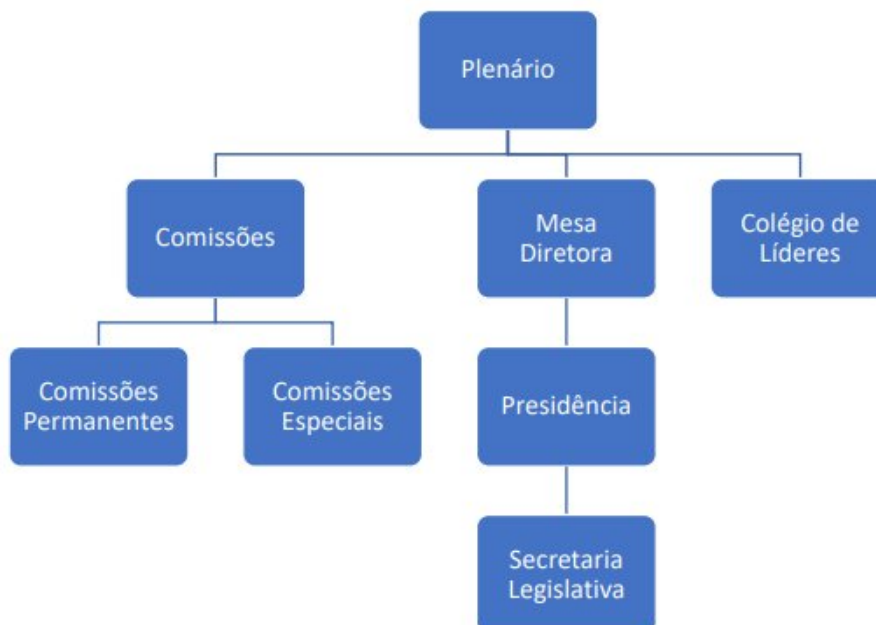 Plenário
Comissões
Mesa
Diretora
Colégio de
Líderes
Comissões
Permanentes
Comissões
Especiais
Presidência
Secretaria
Legislativa